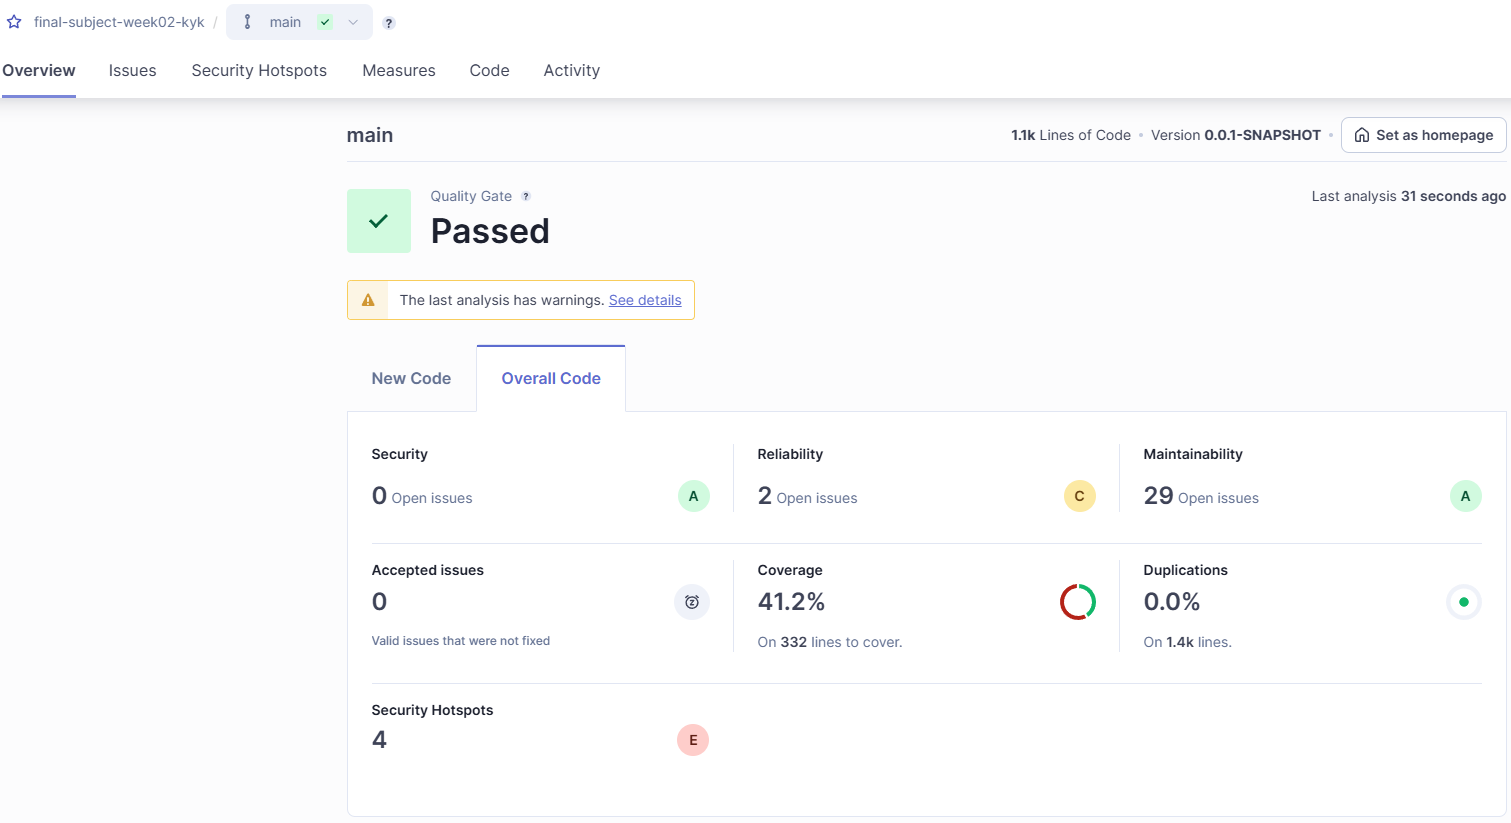 final-subject-week02-kyk / main ?
Overview Issues Security Hotspots Measures Code Activity
main
1.1k Lines of Code • Version 0.0.1-SNAPSHOT • Set as homepage
Quality Gate ?
Last analysis 31 seconds ago
Passed
The last analysis has warnings. See details
New Code Overall Code
Security
0 Open issues A
Reliability
2 Open issues C
Maintainability
29 Open issues A
Accepted issues
0
Valid issues that were not fixed
Coverage
41.2%
On 332 lines to cover.
Duplications
0.0%
On 1.4k lines.
Security Hotspots
4 E